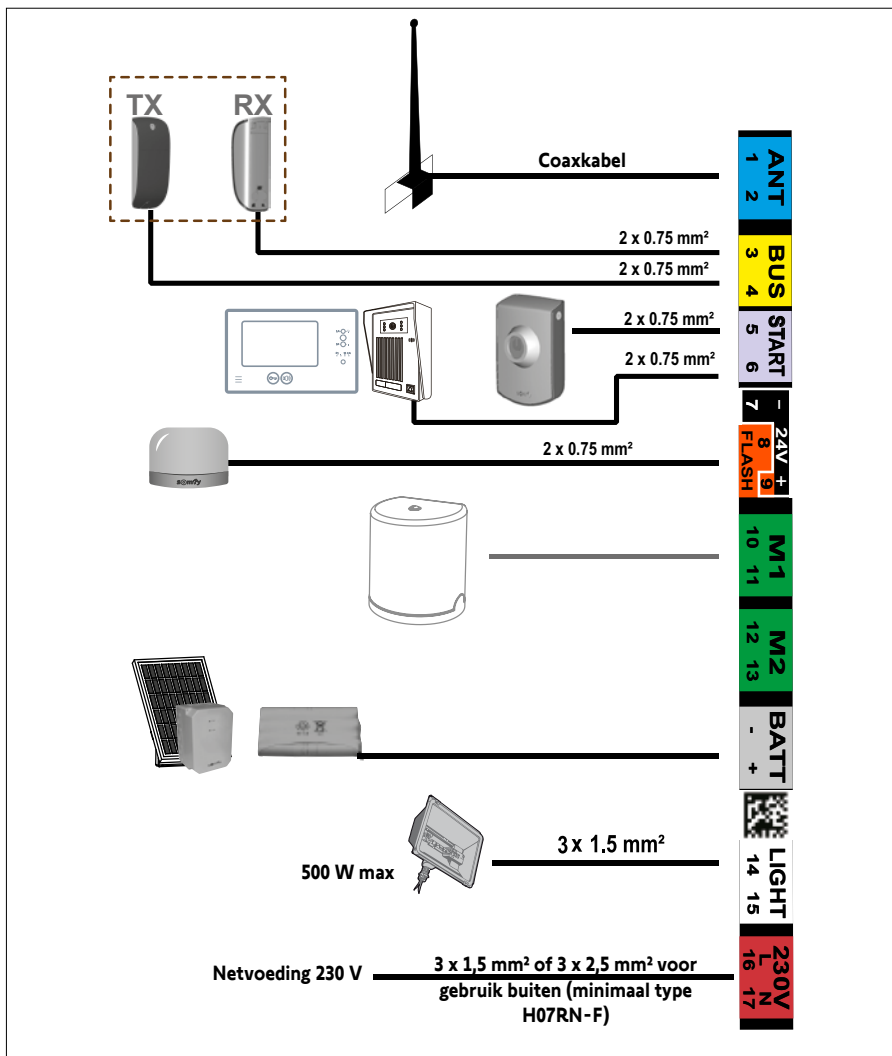 TX RX
Coaxkabel
ANT
1 2
2 x 0.75 mm²
2 x 0.75 mm²
BUS
3 4
2 x 0.75 mm²
2 x 0.75 mm²
START
5 6
- 24V +
7 8 9
FLASH
2 x 0.75 mm²
somfy
M1
10 11
M2
12 13
BATT
- +
500 W max
3 x 1.5 mm²
LIGHT
14 15
Netvoeding 230 V
3 x 1,5 mm² of 3 x 2,5 mm² voor
gebruik buiten (minimaal type
H07RN-F)
230V
L N
16 17